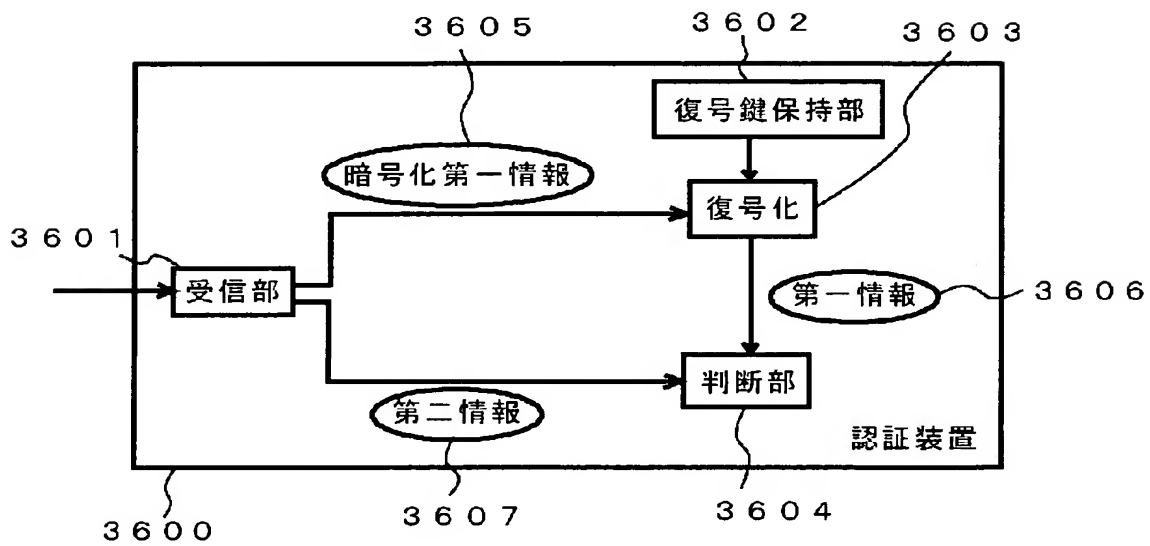 3605
3602
3603
復号鍵保持部
暗号化第一情報
復号化
3601
受信部
第一情報
3606
判断部
第二情報
認証装置
3600
3607
3604